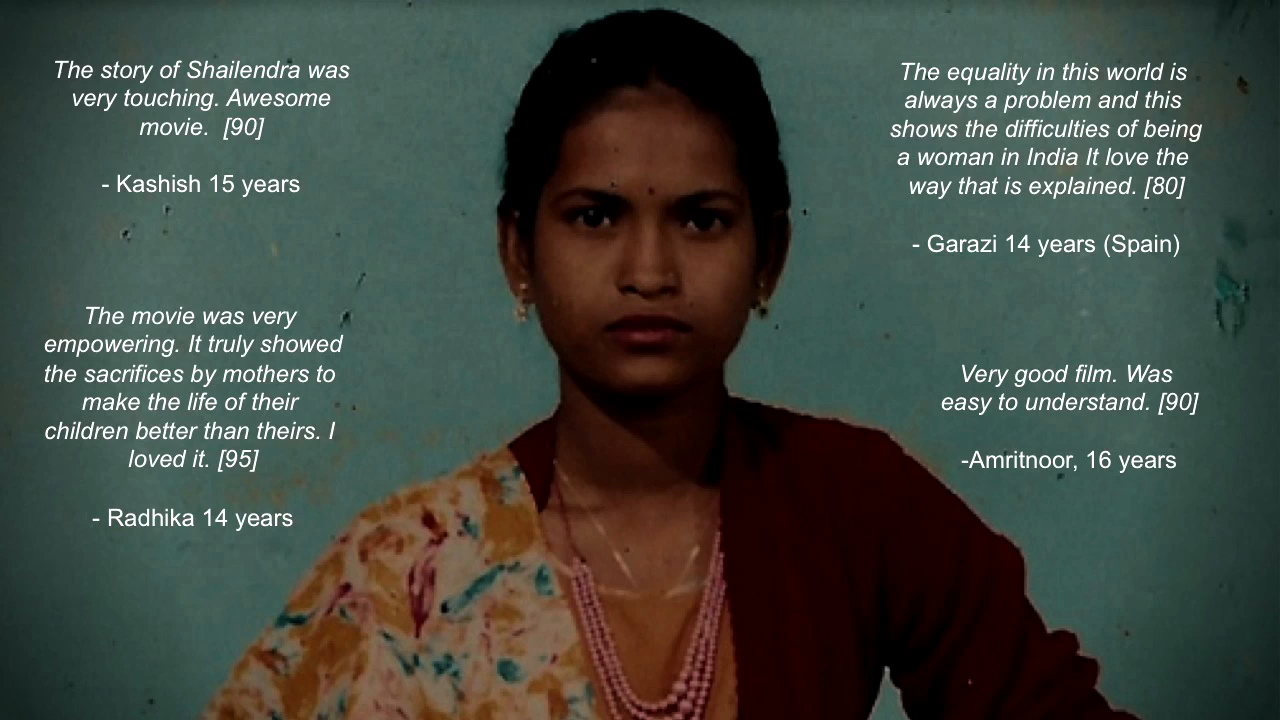 The story of Shailendra was
very touching. Awesome
movie.  [90]
- Kashish 15 years
The movie was very
empowering. It truly showed
the sacrifices by mothers to
make the life of their
children better than theirs. I
loved it. [95]
- Radhika 14 years
The equality in this world is
always a problem and this
shows the difficulties of being
a woman in India It love the
way that is explained. [80]
- Garazi 14 years (Spain)
Very good film. Was
easy to understand. [90]
-Amritnoor, 16 years